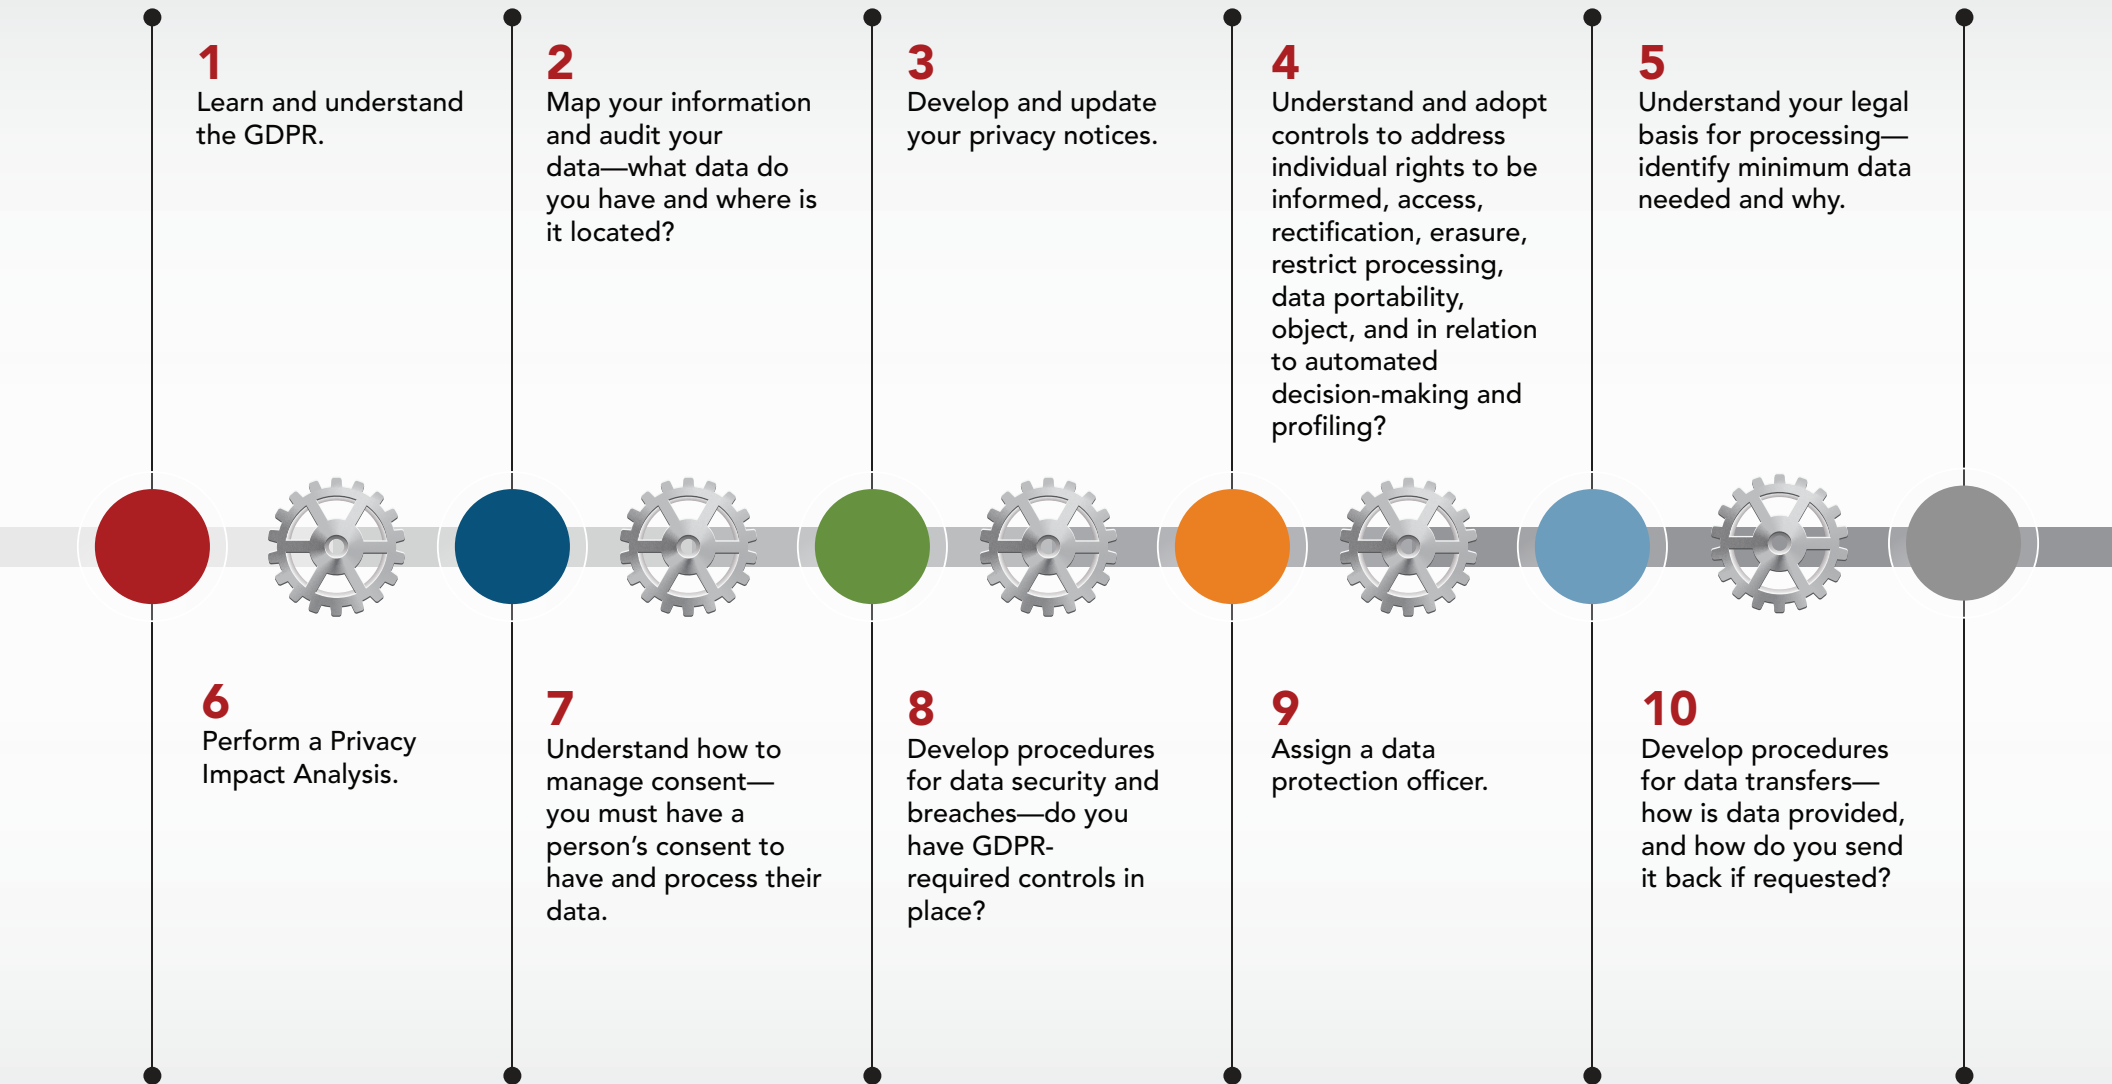 1
Learn and understand
the GDPR.
2
Map your information
and audit your
data—what data do
you have and where is
it located?
3
Develop and update
your privacy notices.
4
Understand and adopt
controls to address
individual rights to be
informed, access,
rectification, erasure,
restrict processing,
data portability,
object, and in relation
to automated
decision-making and
profiling?
5
Understand your legal
basis for processing—
identify minimum data
needed and why.
6
Perform a Privacy
Impact Analysis.
7
Understand how to
manage consent—
you must have a
person’s consent to
have and process their
data.
8
Develop procedures
for data security and
breaches—do you
have GDPR-
required controls in
place?
9
Assign a data
protection officer.
10
Develop procedures
for data transfers—
how is data provided,
and how do you send
it back if requested?